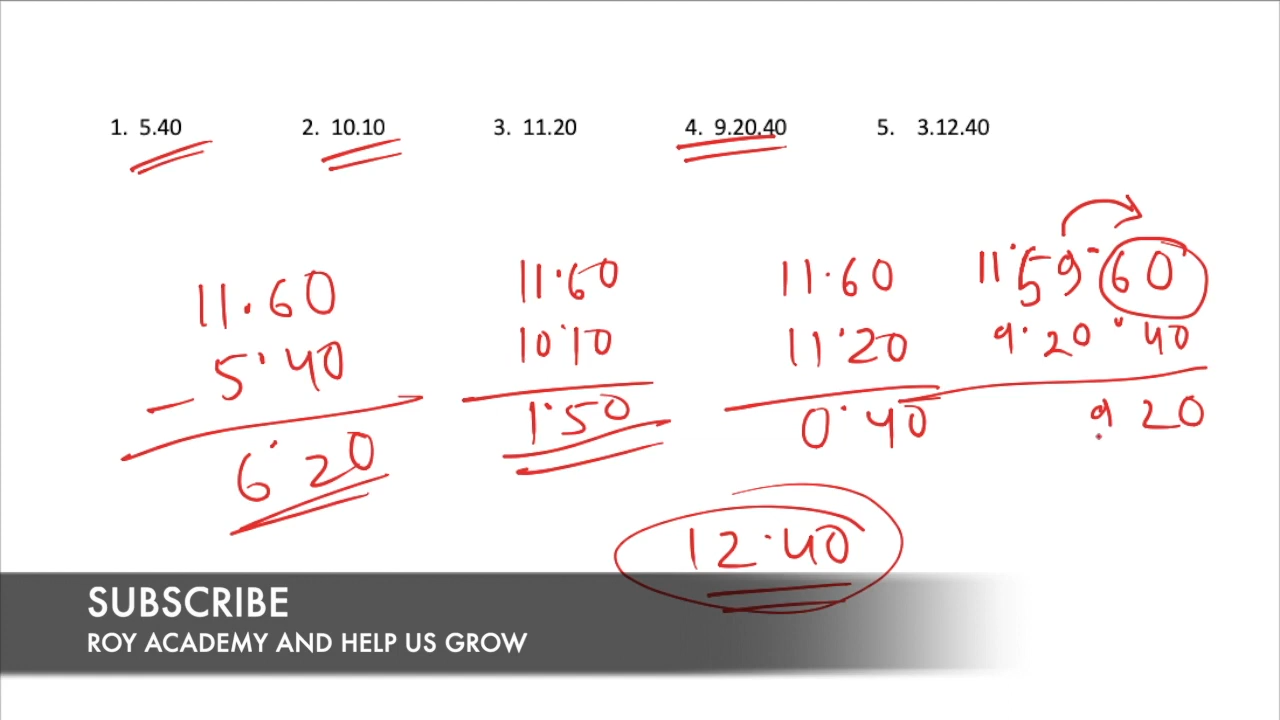 1. 5.40 2. 10.10 3. 11.20 4. 9.20.40 5. 3.12.40
11.60 11.60 11.60 11.59.60
5.40 10.10 11.20 9.20.40
6.20 1.50 0.40 9 20
12.40
SUBSCRIBE
ROY ACADEMY AND HELP US GROW